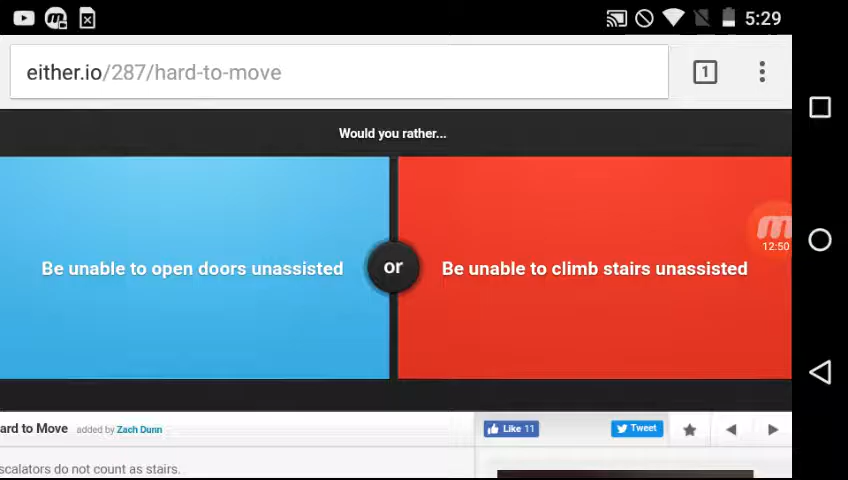 5:29
either.io/287/hard-to-move
1
Would you rather...
Be unable to open doors unassisted
or
Be unable to climb stairs unassisted
12:50
ard to Move added by Zach Dunn
Like 11
Tweet
scalators do not count as stairs.